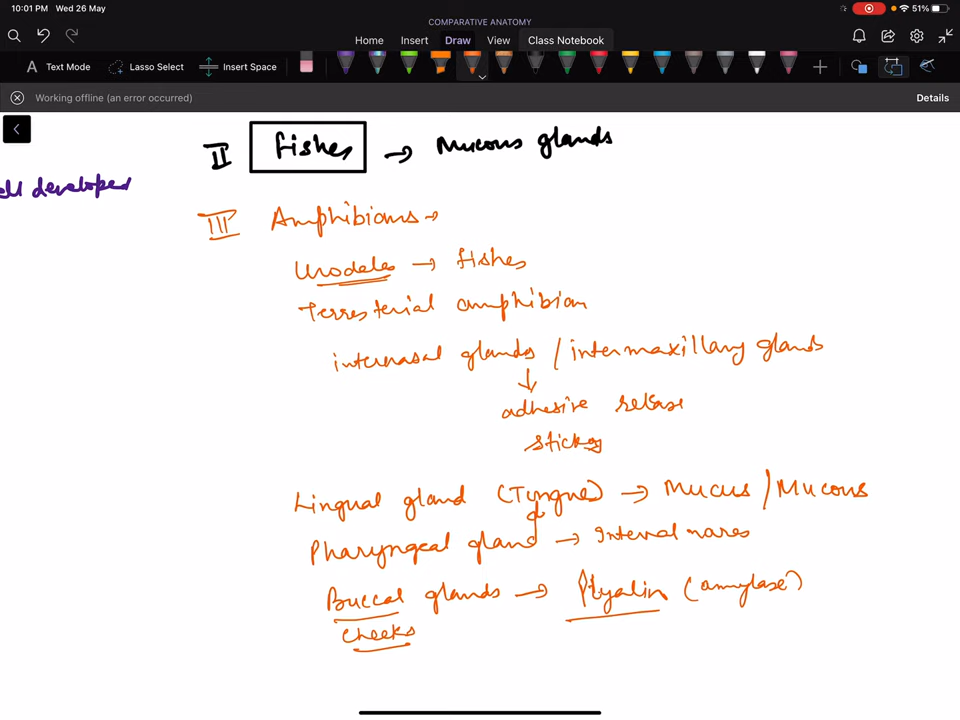 10:01 PM Wed 26 May
51%
COMPARATIVE ANATOMY
Home Insert Draw View Class Notebook
Text Mode Lasso Select Insert Space
Working offline (an error occurred) Details
II Fishes → Mucous glands
ell developed
III Amphibians →
Urodeles → fishes
Terresterial amphibian
internasal glands / intermaxillary glands
↓
adhesive release
sticky
Lingual gland (Tongue) → Mucus / Mucous
Pharyngeal gland → Internal nares
Buccal glands → Ptyalin (amylase)
cheeks